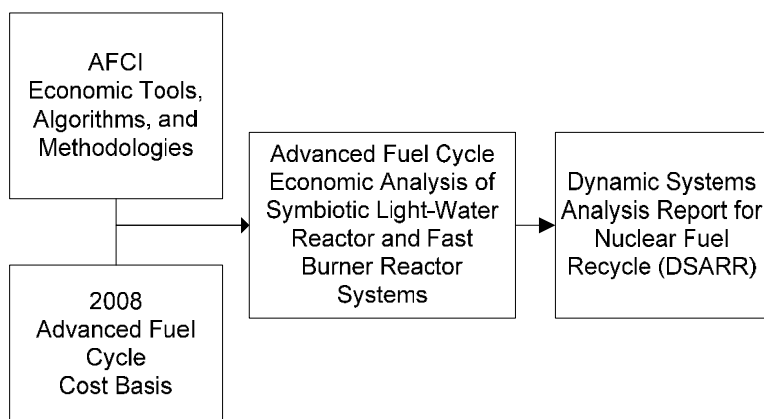 AFCI
Economic Tools,
Algorithms, and
Methodologies
2008
Advanced Fuel
Cycle
Cost Basis
Advanced Fuel Cycle
Economic Analysis of
Symbiotic Light-Water
Reactor and Fast
Burner Reactor
Systems
Dynamic Systems
Analysis Report for
Nuclear Fuel
Recycle (DSARR)